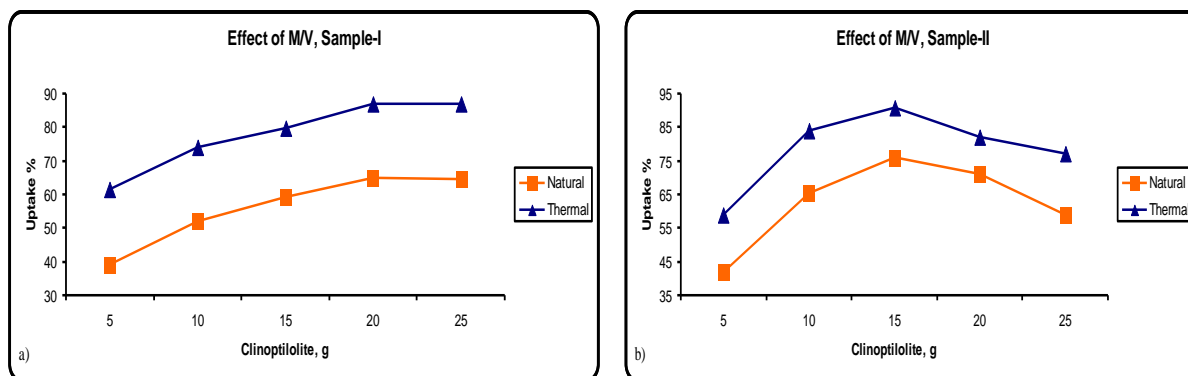 Effect of M/V, Sample-I
90
80
70
60
50
40
30
Uptake %
5 10 15 20 25
Clinoptilolite, g
Natural
Thermal
a)
Effect of M/V, Sample-II
95
85
75
65
55
45
35
Uptake %
5 10 15 20 25
Clinoptilolite, g
Natural
Thermal
b)